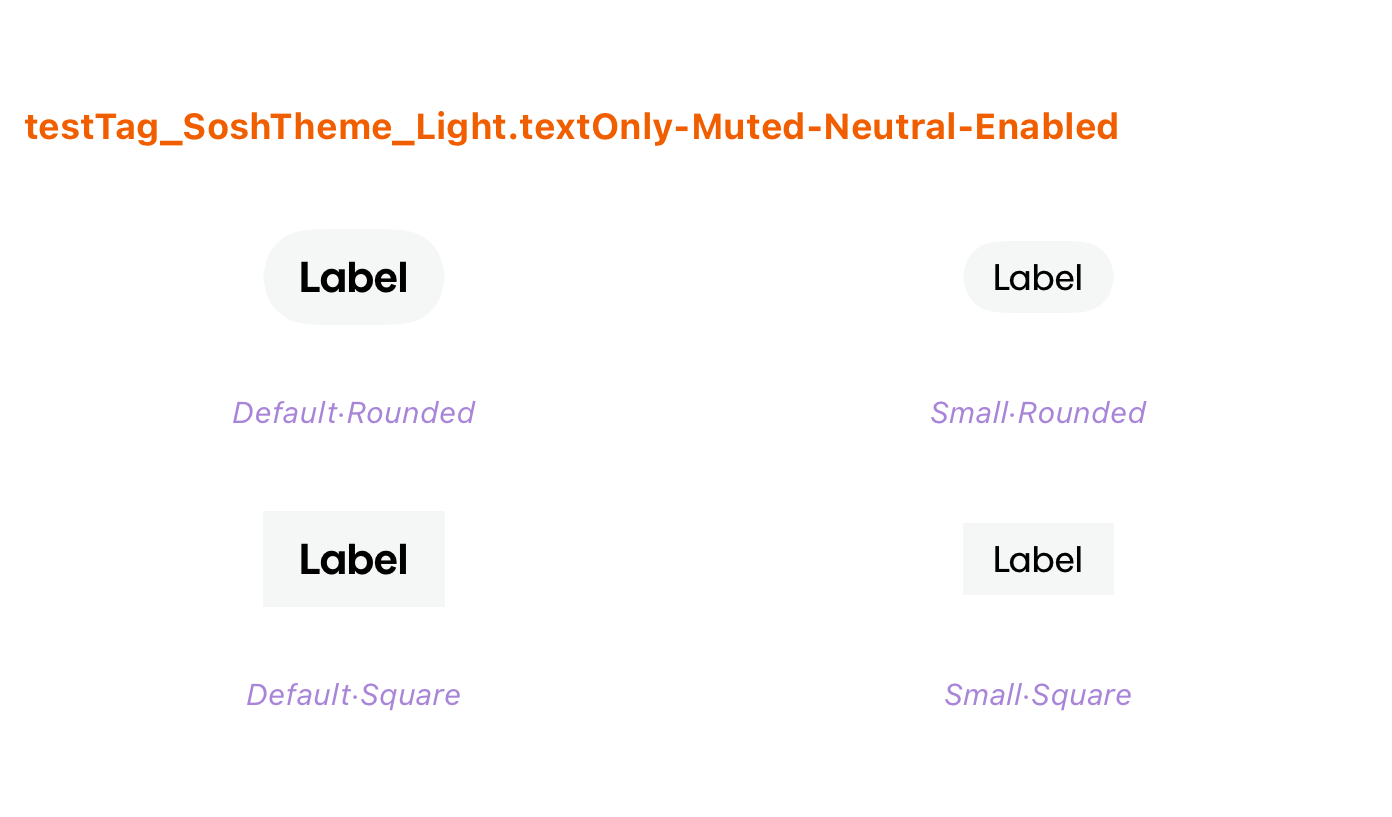 testTag_SoshTheme_Light.textOnly-Muted-Neutral-Enabled
Label
Label
Default·Rounded
Small·Rounded
Label
Label
Default·Square
Small·Square